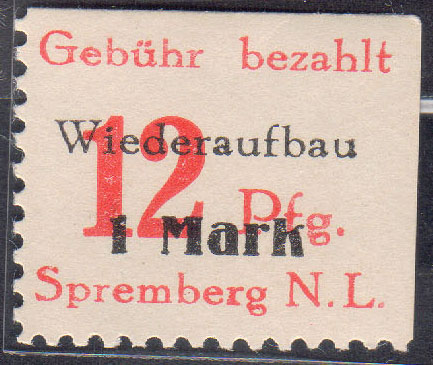 Gebühr bezahlt
Wiederaufbau
12 Pfg.
1 Mark
Spremberg N.L.